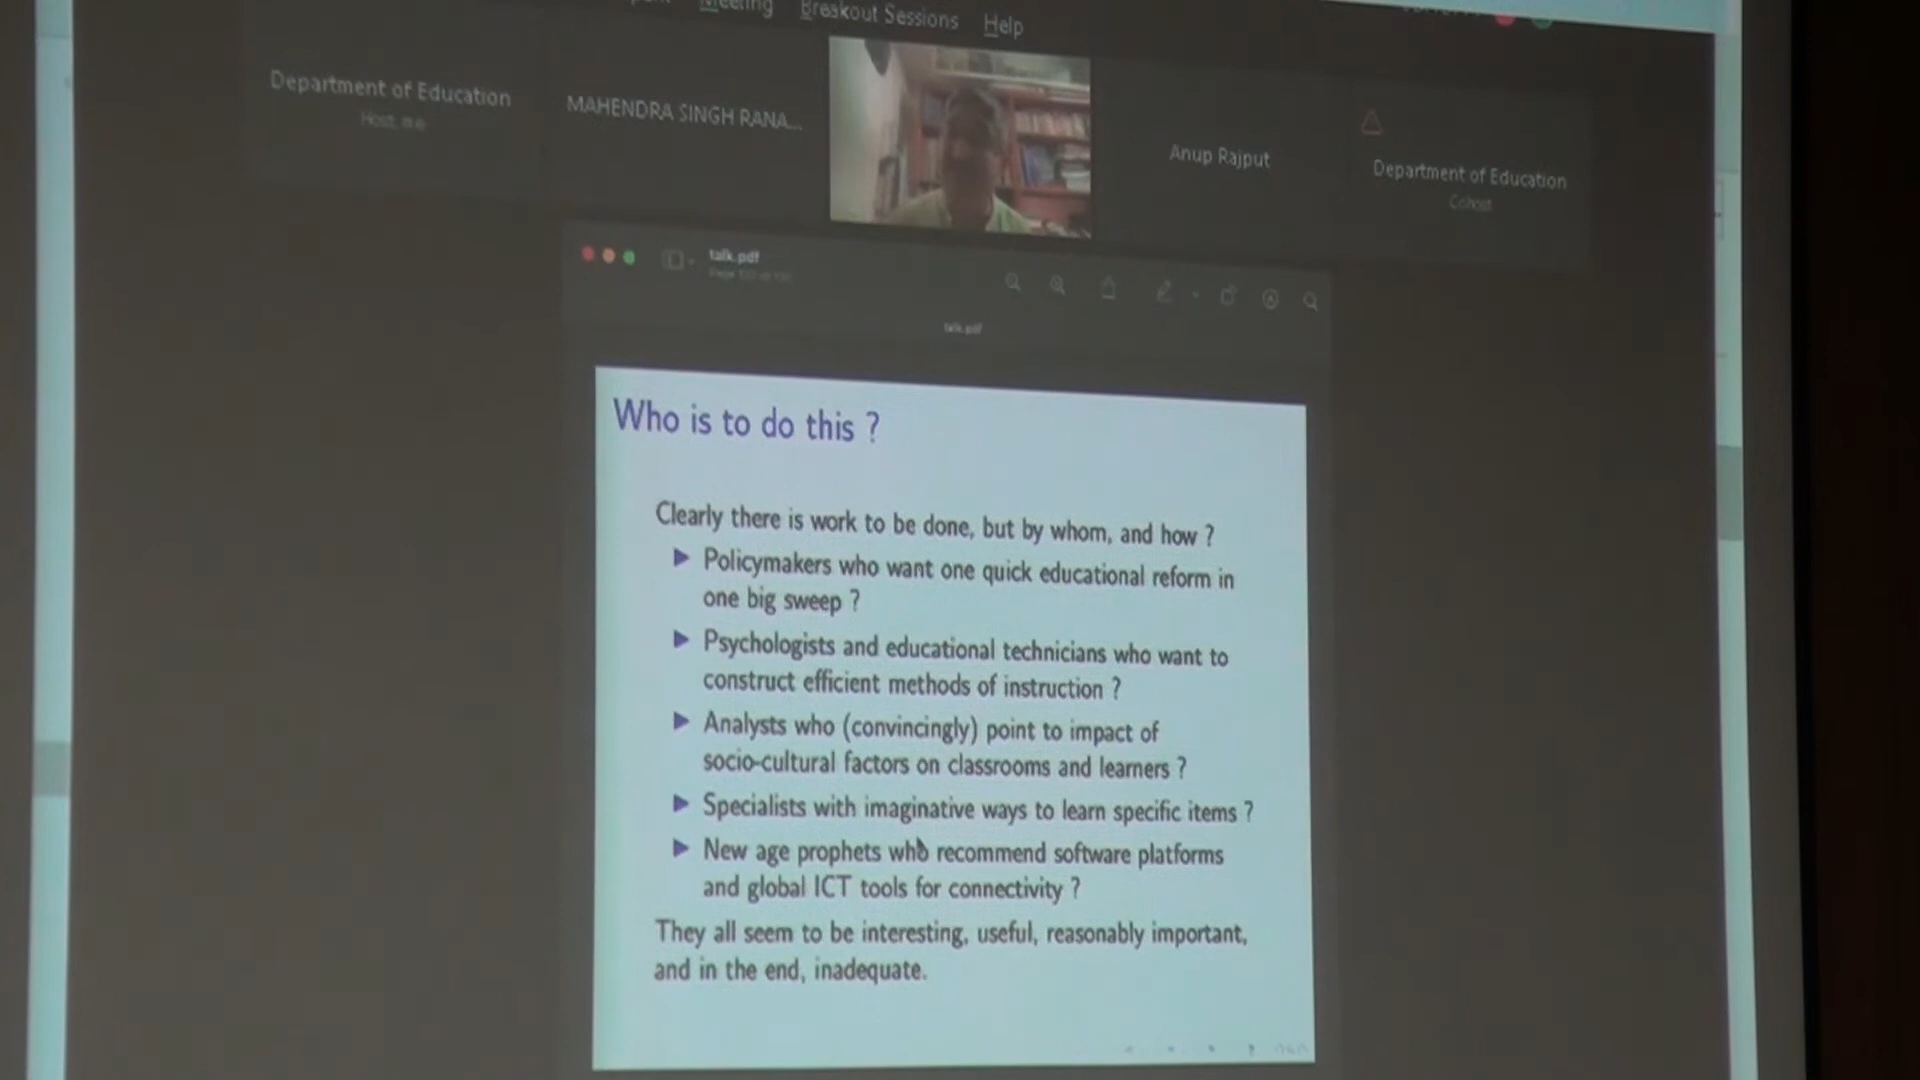 Meeting Breakout Sessions Help
Department of Education
Host, me
MAHENDRA SINGH RANA...
Anup Rajput
Department of Education
Cohost
talk.pdf
talk.pdf
Who is to do this ?
Clearly there is work to be done, but by whom, and how ?
▶ Policymakers who want one quick educational reform in
one big sweep ?
▶ Psychologists and educational technicians who want to
construct efficient methods of instruction ?
▶ Analysts who (convincingly) point to impact of
socio-cultural factors on classrooms and learners ?
▶ Specialists with imaginative ways to learn specific items ?
▶ New age prophets who recommend software platforms
and global ICT tools for connectivity ?
They all seem to be interesting, useful, reasonably important,
and in the end, inadequate.